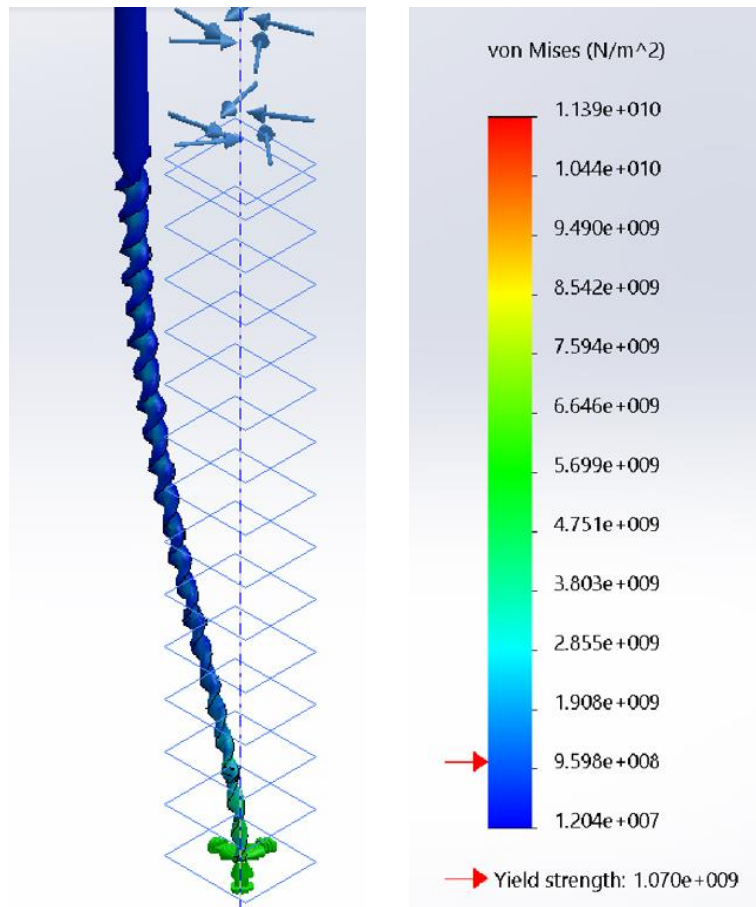 von Mises (N/m^2)
1.139e+010
1.044e+010
9.490e+009
8.542e+009
7.594e+009
6.646e+009
5.699e+009
4.751e+009
3.803e+009
2.855e+009
1.908e+009
9.598e+008
1.204e+007
Yield strength: 1.070e+009